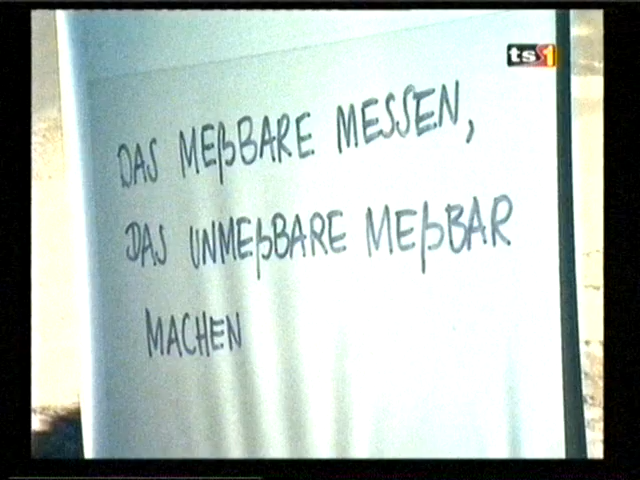 ts1
DAS MEßBARE MESSEN,
DAS UNMEßBARE MEßBAR
MACHEN